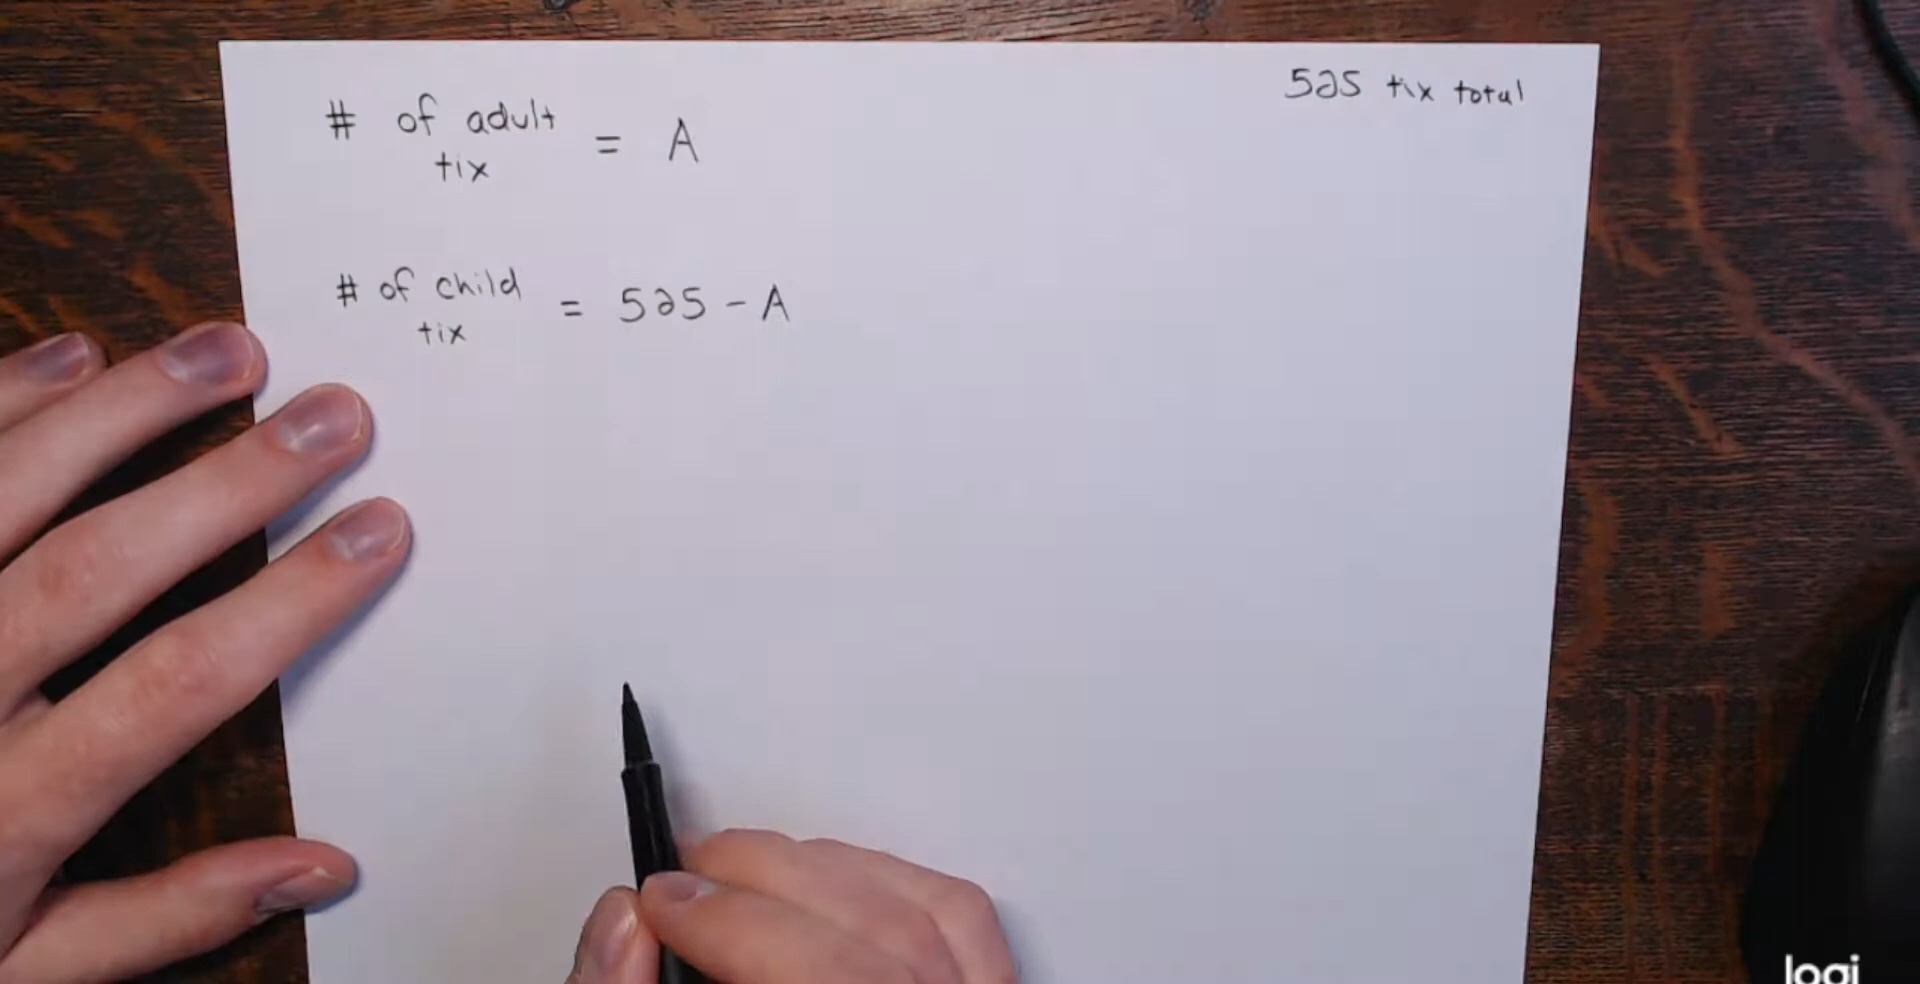 525 tix total
# of adult tix = A
# of child tix = 525 - A
logi